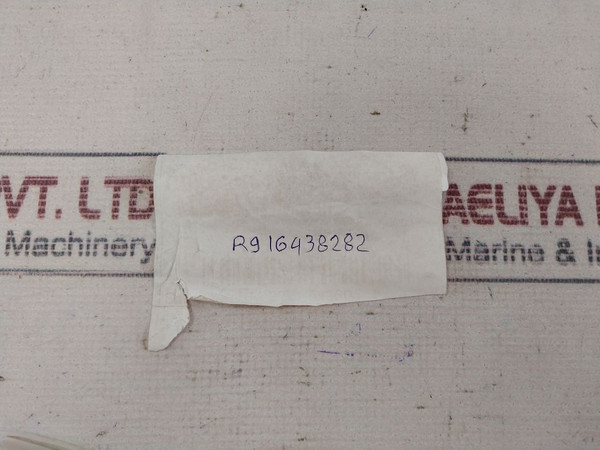 VT. LTD
AELIYA
Machinery
Marine & I
R916438282